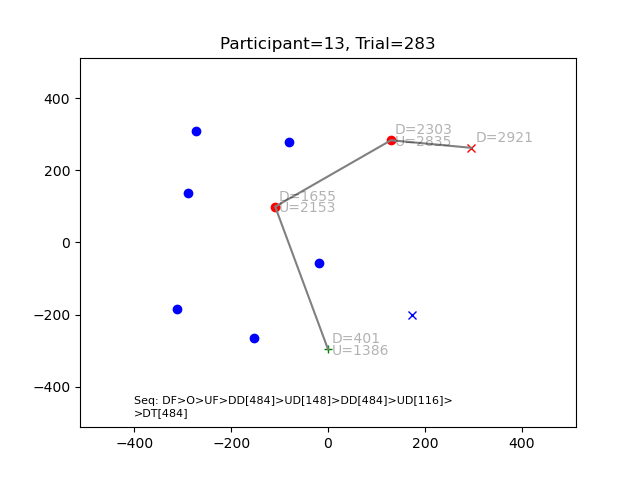 Participant=13, Trial=283
400
200
0
−200
−400
D=2303
U=2835
D=2921
D=1655
U=2153
D=401
U=1386
Seq: DF>O>UF>DD[484]>UD[148]>DD[484]>UD[116]>
>DT[484]
−400
−200
0
200
400